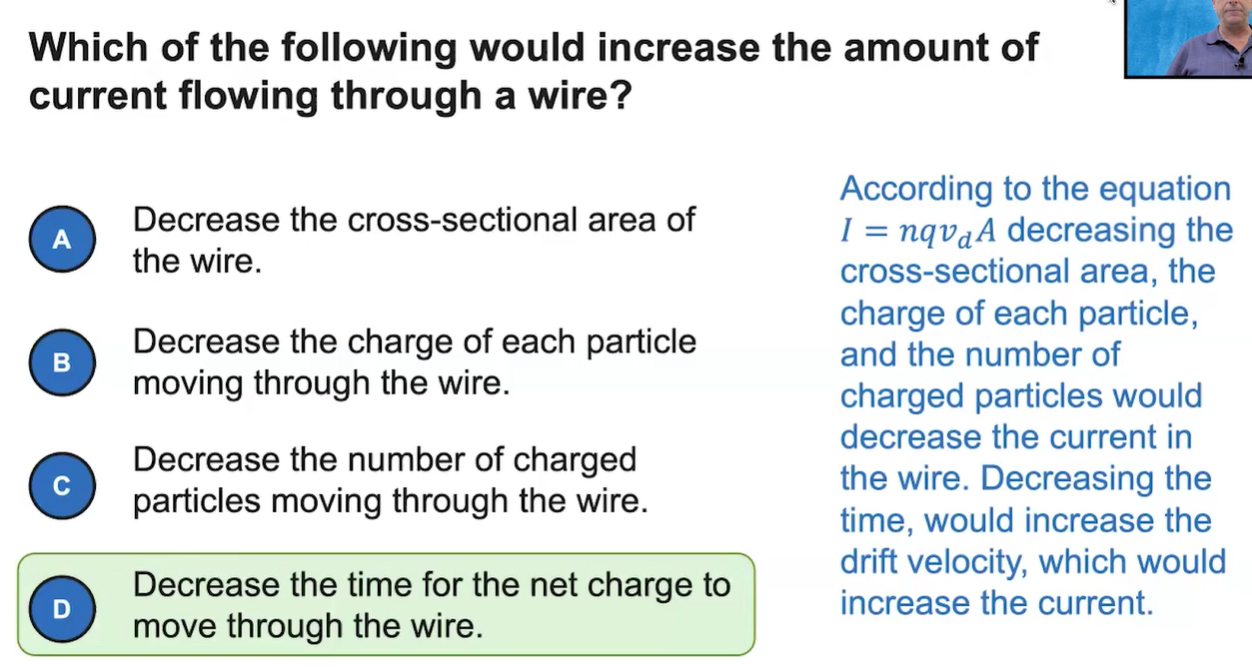 Which of the following would increase the amount of
current flowing through a wire?
A
Decrease the cross-sectional area of
the wire.
B
Decrease the charge of each particle
moving through the wire.
C
Decrease the number of charged
particles moving through the wire.
D
Decrease the time for the net charge to
move through the wire.
According to the equation
I = nqv_dA decreasing the
cross-sectional area, the
charge of each particle,
and the number of
charged particles would
decrease the current in
the wire. Decreasing the
time, would increase the
drift velocity, which would
increase the current.